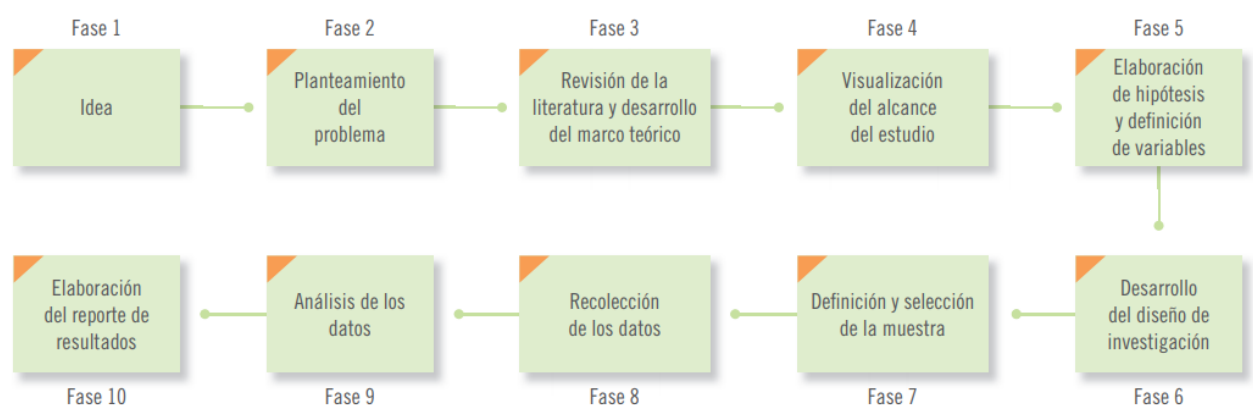 Fase 1
Idea
Fase 2
Planteamiento
del
problema
Fase 3
Revisión de la
literatura y desarrollo
del marco teórico
Fase 4
Visualización
del alcance
del estudio
Fase 5
Elaboración
de hipótesis
y definición
de variables
Desarrollo
del diseño de
investigación
Fase 6
Definición y selección
de la muestra
Fase 7
Recolección
de los datos
Fase 8
Análisis de los
datos
Fase 9
Elaboración
del reporte de
resultados
Fase 10